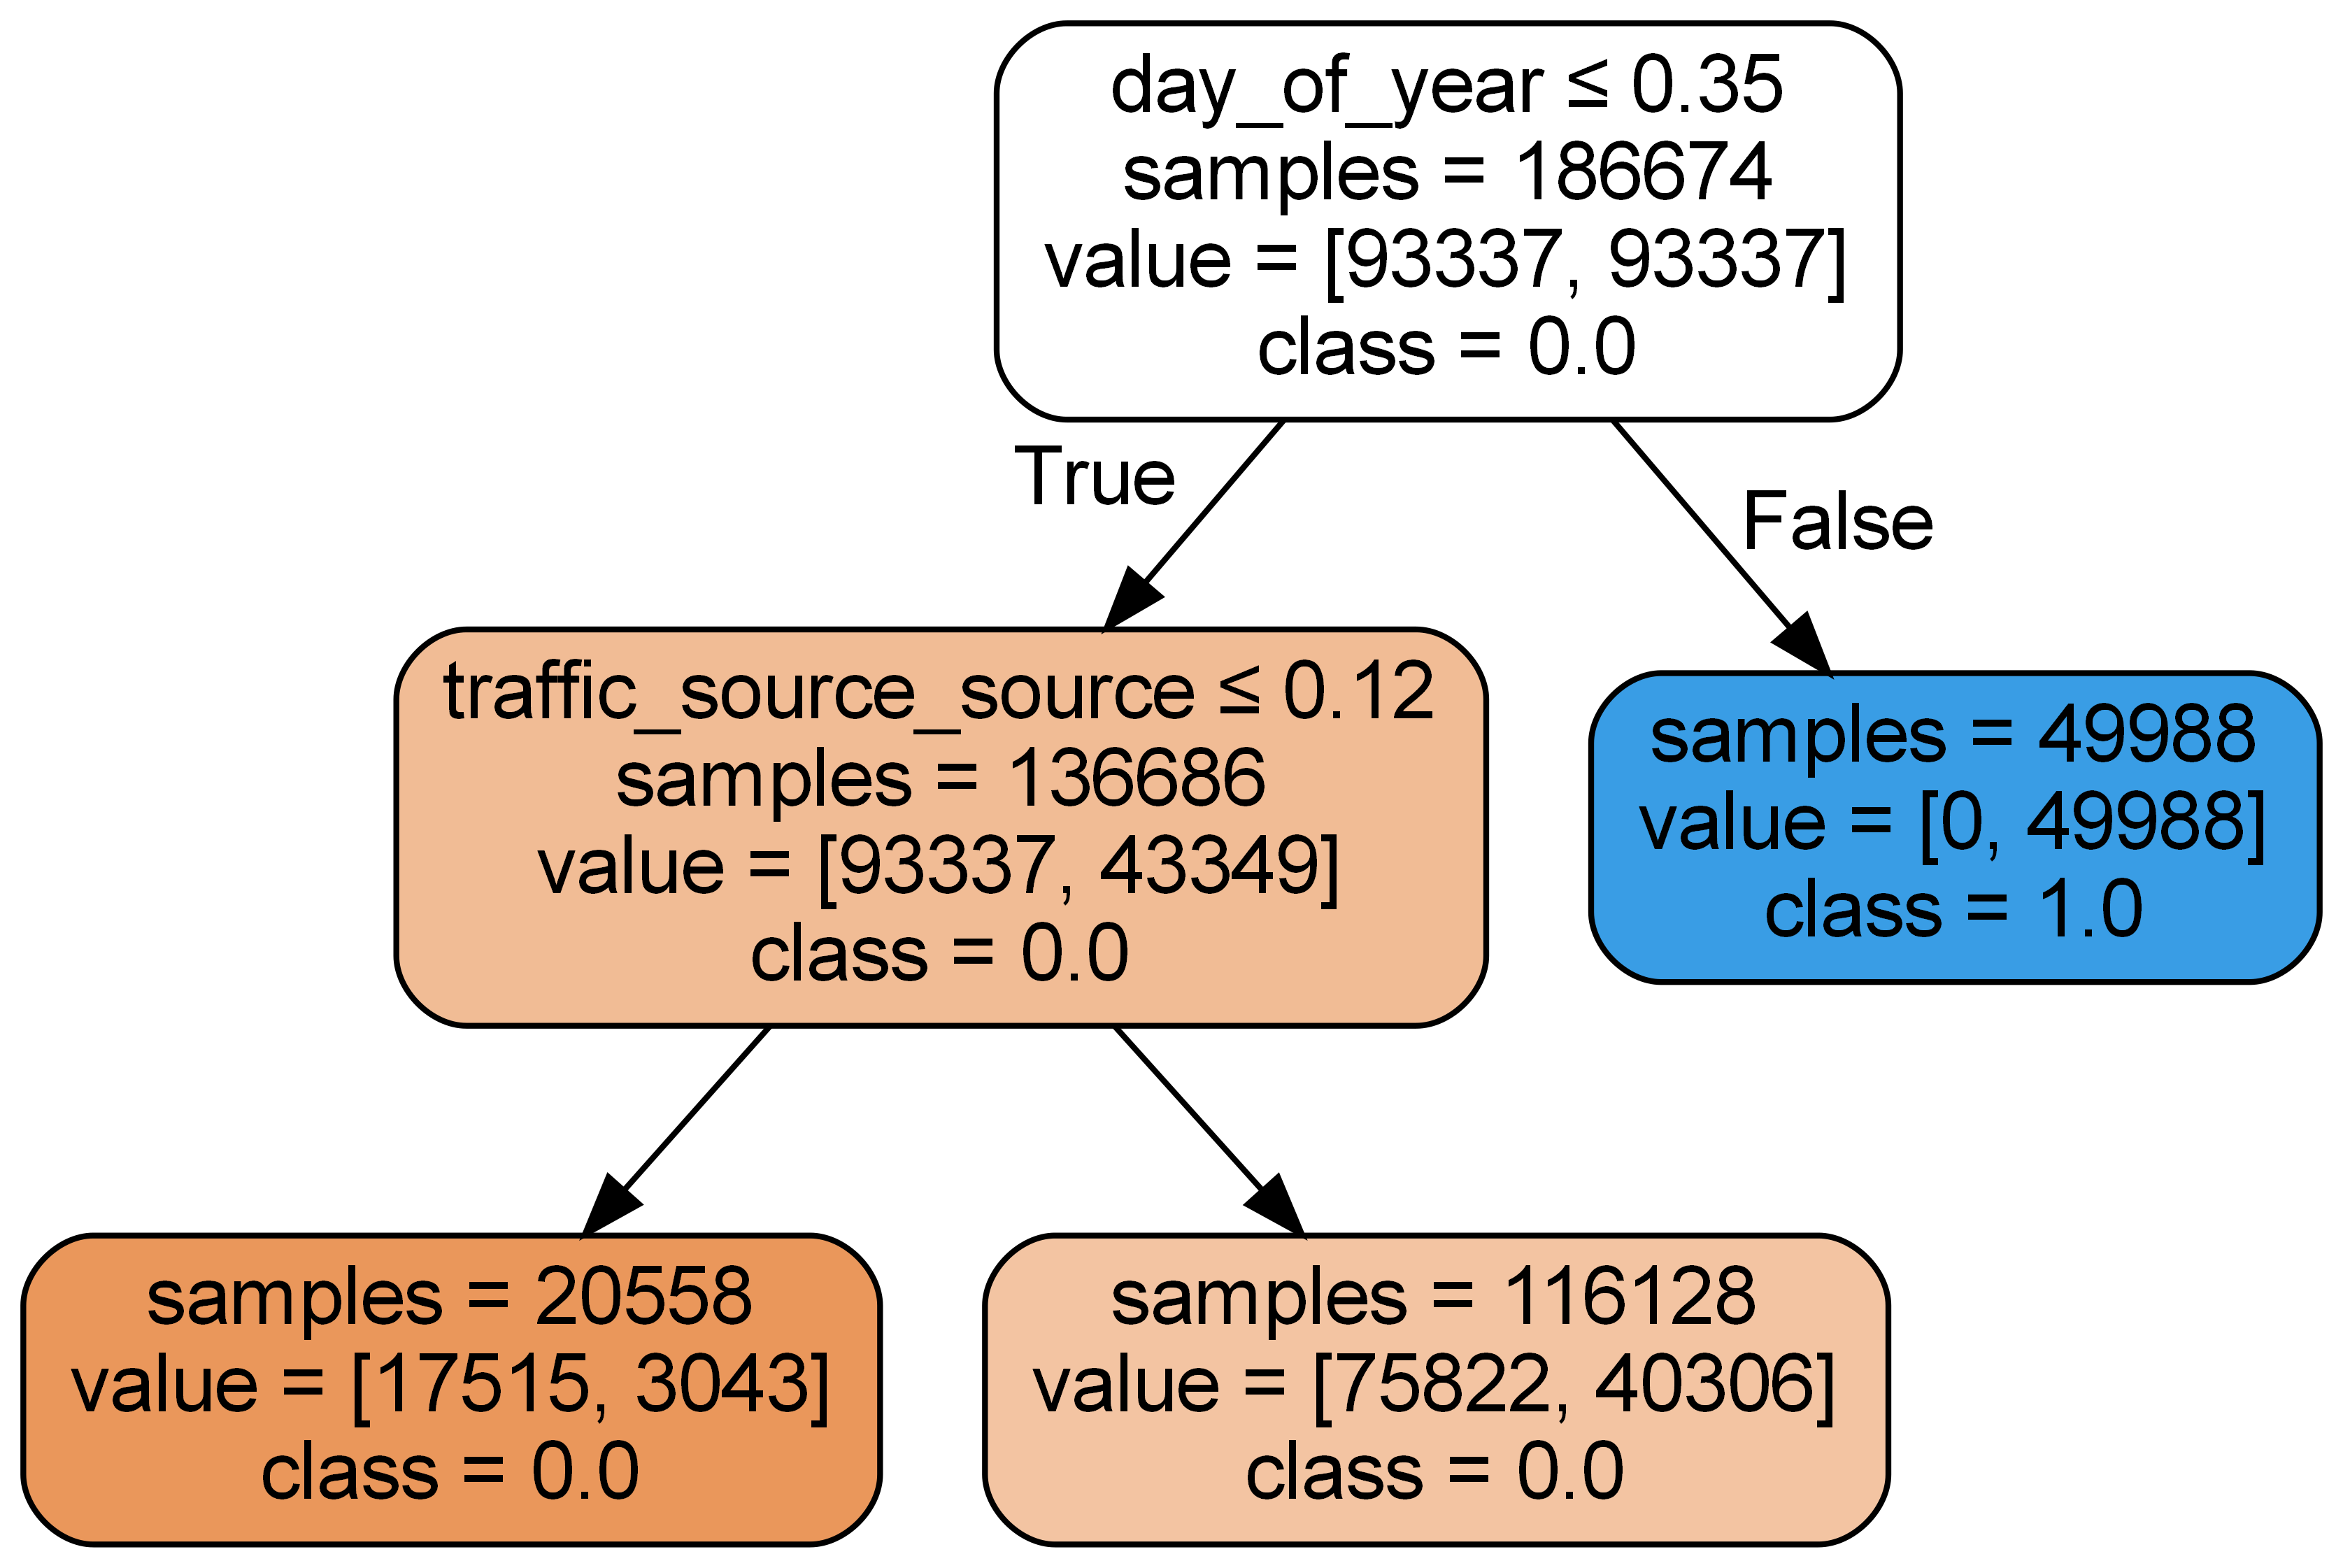 day_of_year ≤ 0.35
samples = 186674
value = [93337, 93337]
class = 0.0
True
False
traffic_source_source ≤ 0.12
samples = 136686
value = [93337, 43349]
class = 0.0
samples = 49988
value = [0, 49988]
class = 1.0
samples = 20558
value = [17515, 3043]
class = 0.0
samples = 116128
value = [75822, 40306]
class = 0.0